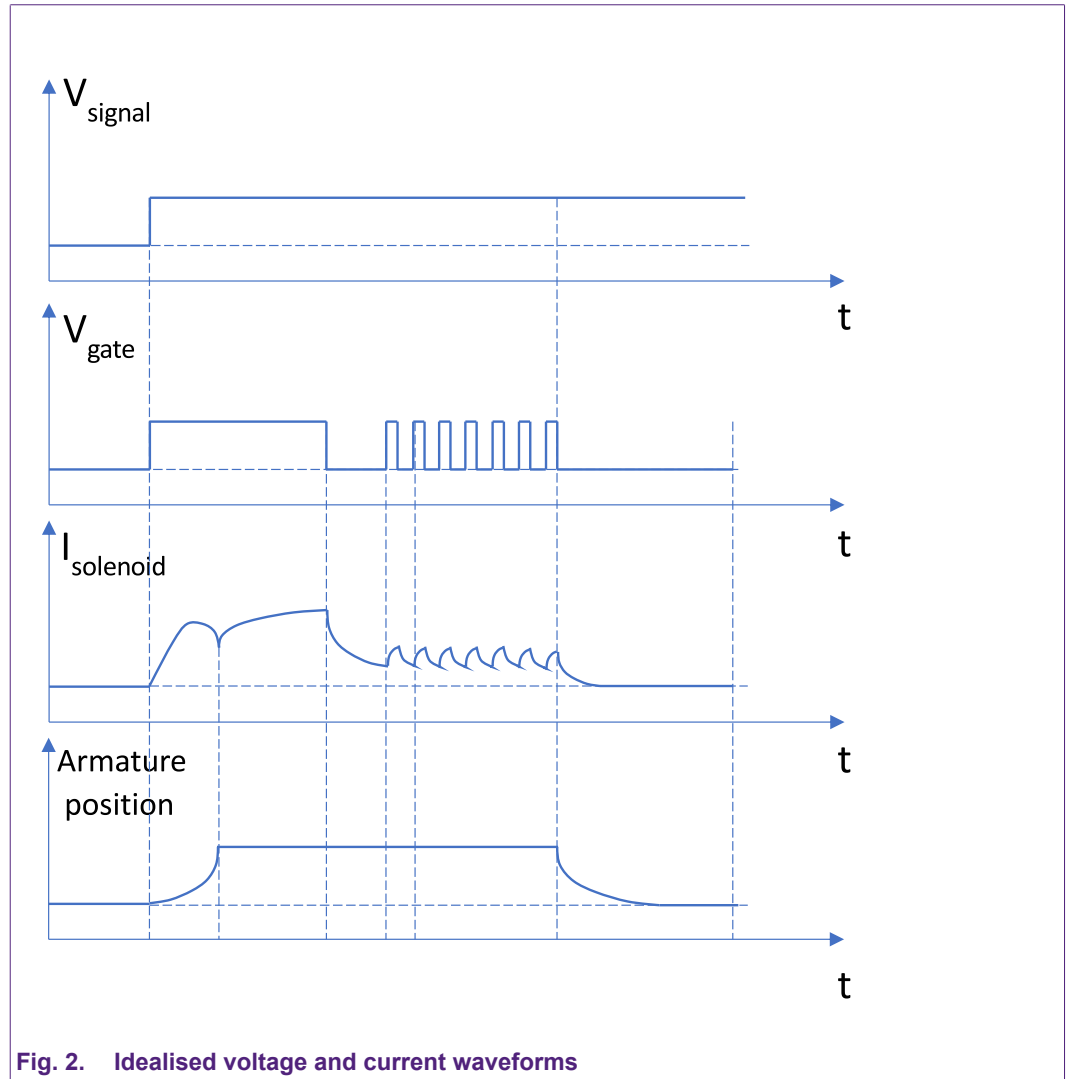 V signal
t
V gate
t
I solenoid
t
Armature
position
t
Fig. 2. Idealised voltage and current waveforms